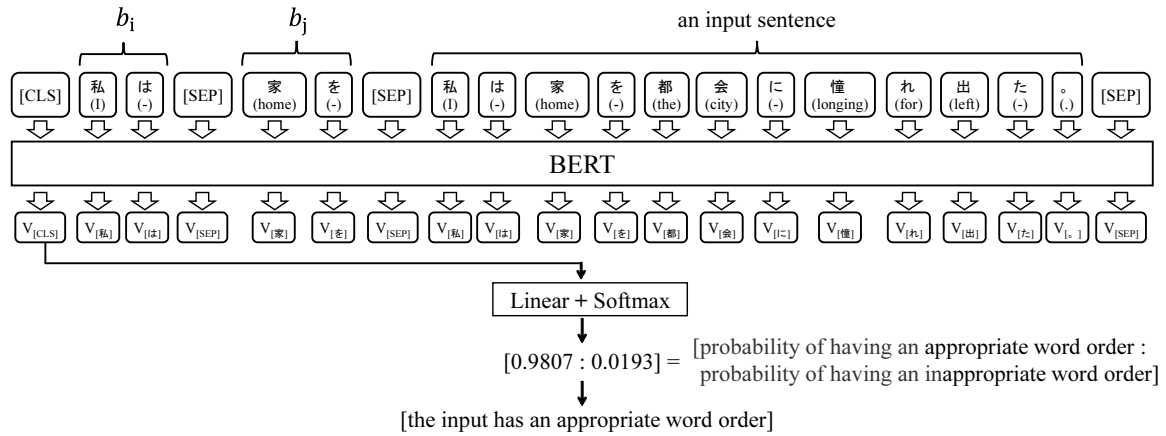 b_i b_j an input sentence
[CLS] 私 (I) は (-) [SEP] 家 (home) を (-) [SEP] 私 (I) は (-) 家 (home) を (-) 都 (the) 会 (city) に (-) 憧 (longing) れ (for) 出 (left) た (-) 。 (.) [SEP]
BERT
V[CLS] V[私] V[は] V[SEP] V[家] V[を] V[SEP] V[私] V[は] V[家] V[を] V[都] V[会] V[に] V[憧] V[れ] V[出] V[た] V[。] V[SEP]
Linear + Softmax
[0.9807 : 0.0193] = [probability of having an appropriate word order :
probability of having an inappropriate word order]
[the input has an appropriate word order]